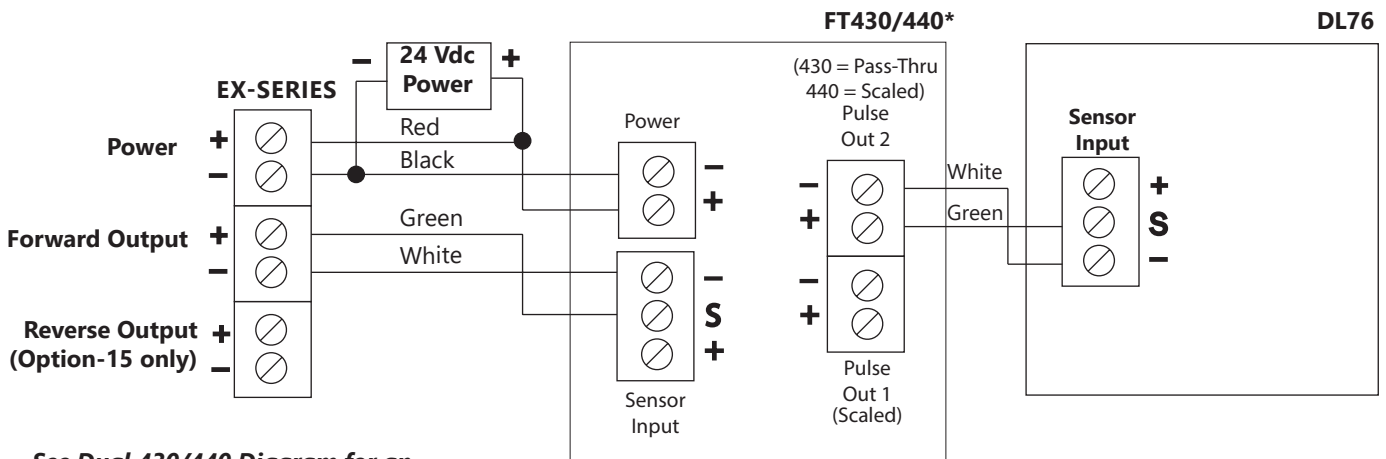 FT430/440*
DL76
– 24 Vdc +
Power
EX-SERIES
Power + –
Red
Black
Forward Output + –
Green
White
Reverse Output + –
(Option-15 only)
Power
–
+
–
S
+
Sensor
Input
(430 = Pass-Thru
440 = Scaled)
Pulse
Out 2
–
+
–
+
Pulse
Out 1
(Scaled)
White
Green
Sensor
Input
+
S
–